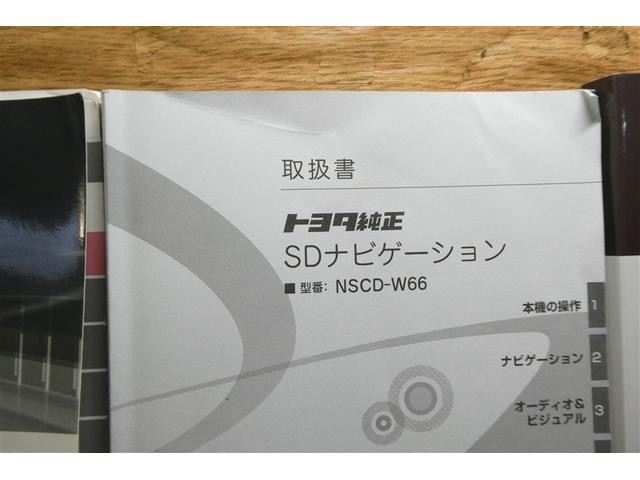 取扱書
トヨタ純正
SDナビゲーション
■ 型番: NSCD-W66
本機の操作 1
ナビゲーション 2
オーディオ&
ビジュアル 3